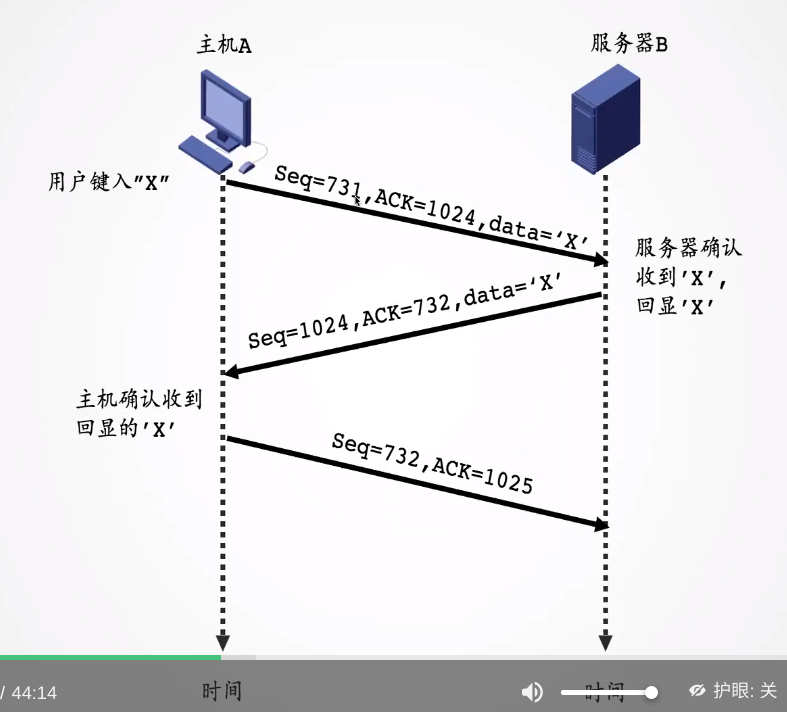 主机A
服务器B
用户键入"X"
Seq=731,ACK=1024,data=‘X’
服务器确认
收到'X',
回显'X'
Seq=1024,ACK=732,data=‘X’
主机确认收到
回显的'X'
Seq=732,ACK=1025
时间
时间
/ 44:14
护眼: 关